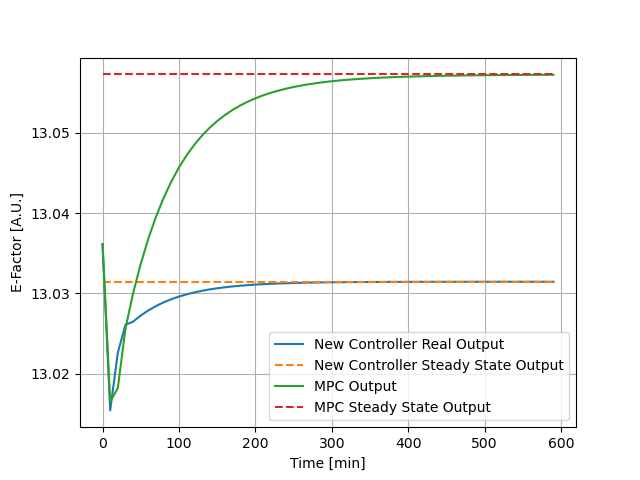 13.05
13.04
13.03
13.02
E-Factor [A.U.]
New Controller Real Output
New Controller Steady State Output
MPC Output
MPC Steady State Output
0 100 200 300 400 500 600
Time [min]